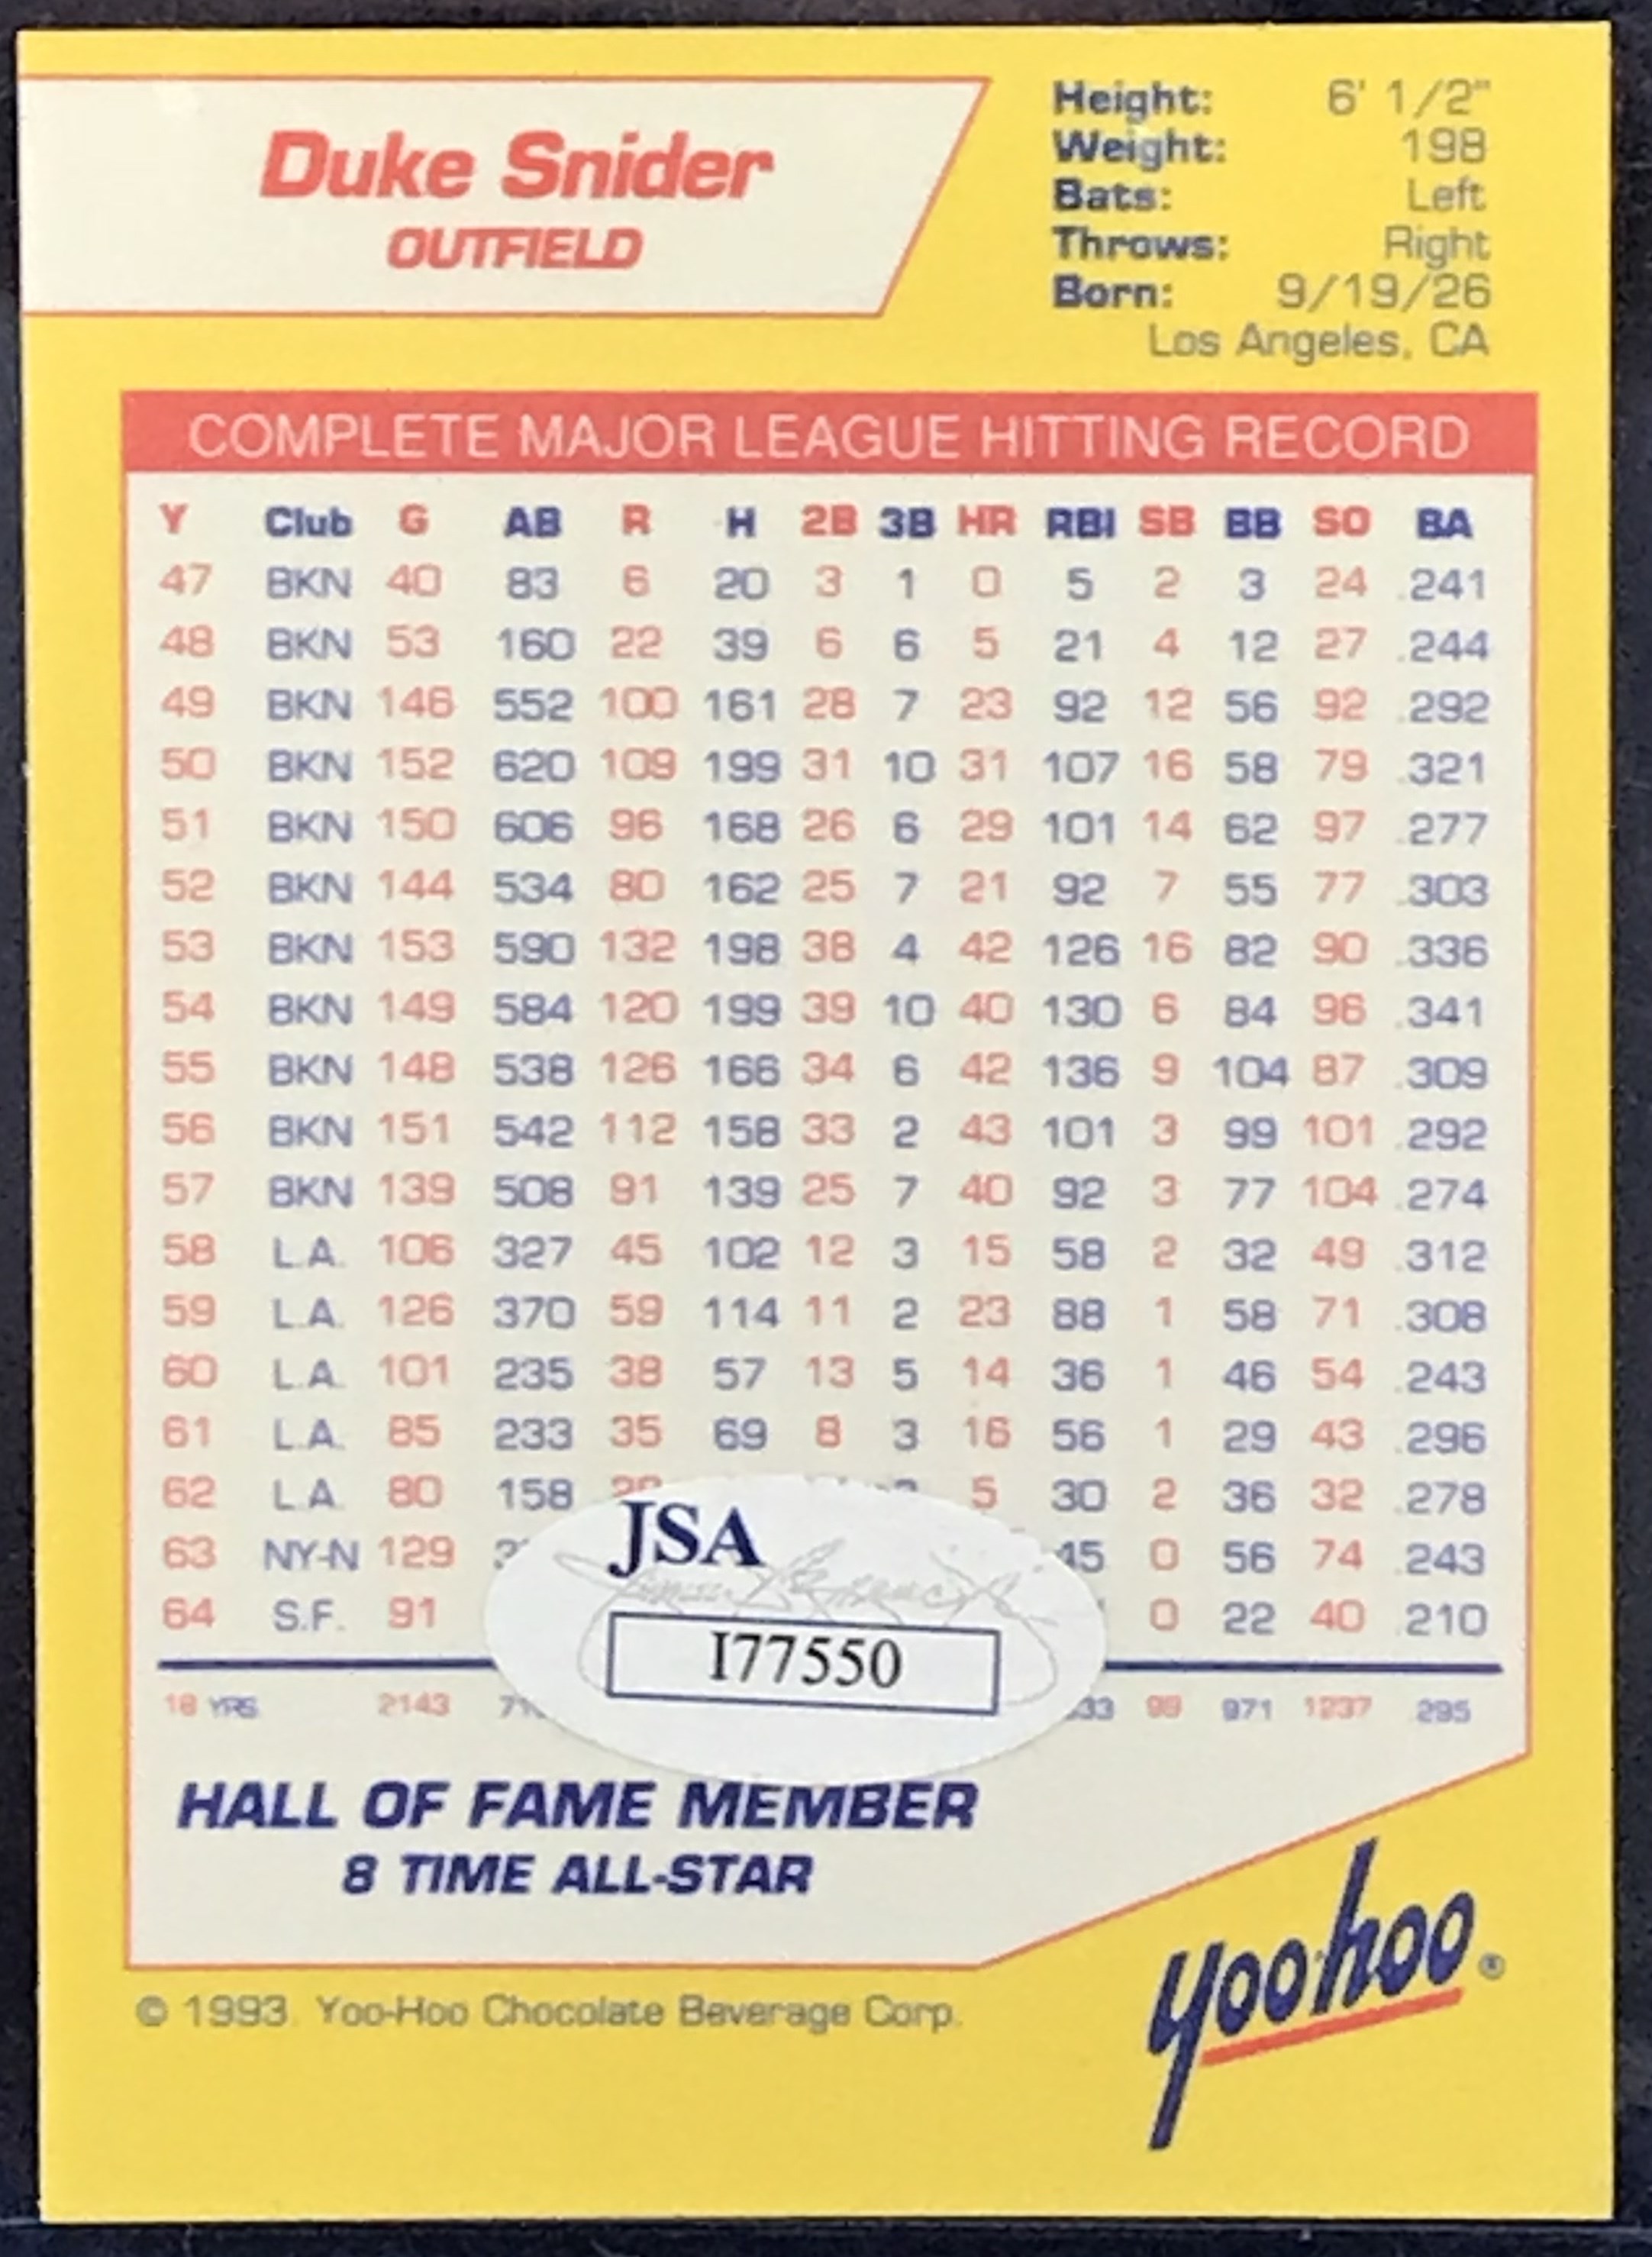 Duke Snider
OUTFIELD
Height: 6' 1/2"
Weight: 198
Bats: Left
Throws: Right
Born: 9/19/26
Los Angeles, CA
COMPLETE MAJOR LEAGUE HITTING RECORD
Y Club G AB R H 2B 3B HR RBI SB BB SO BA
47 BKN 40 83 6 20 3 1 0 5 2 3 24 .241
48 BKN 53 160 22 39 6 6 5 21 4 12 27 .244
49 BKN 146 552 100 161 28 7 23 92 12 56 92 .292
50 BKN 152 620 109 199 31 10 31 107 16 58 79 .321
51 BKN 150 606 96 168 26 6 29 101 14 62 97 .277
52 BKN 144 534 80 162 25 7 21 92 7 55 77 .303
53 BKN 153 590 132 198 38 4 42 126 16 82 90 .336
54 BKN 149 584 120 199 39 10 40 130 6 84 96 .341
55 BKN 148 538 126 166 34 6 42 136 9 104 87 .309
56 BKN 151 542 112 158 33 2 43 101 3 99 101 .292
57 BKN 139 508 91 139 25 7 40 92 3 77 104 .274
58 L.A. 106 327 45 102 12 3 15 58 2 32 49 .312
59 L.A. 126 370 59 114 11 2 23 88 1 58 71 .308
60 L.A. 101 235 38 57 13 5 14 36 1 46 54 .243
61 L.A. 85 233 35 69 8 3 16 56 1 29 43 .296
62 L.A. 80 158 5 30 2 36 32 .278
63 NY-N 129 45 0 56 74 .243
64 S.F. 91 0 22 40 .210
18 YRS 2143 99 971 1237 .295
JSA
I77550
HALL OF FAME MEMBER
8 TIME ALL-STAR
© 1993. Yoo-Hoo Chocolate Beverage Corp.
yoo-hoo®